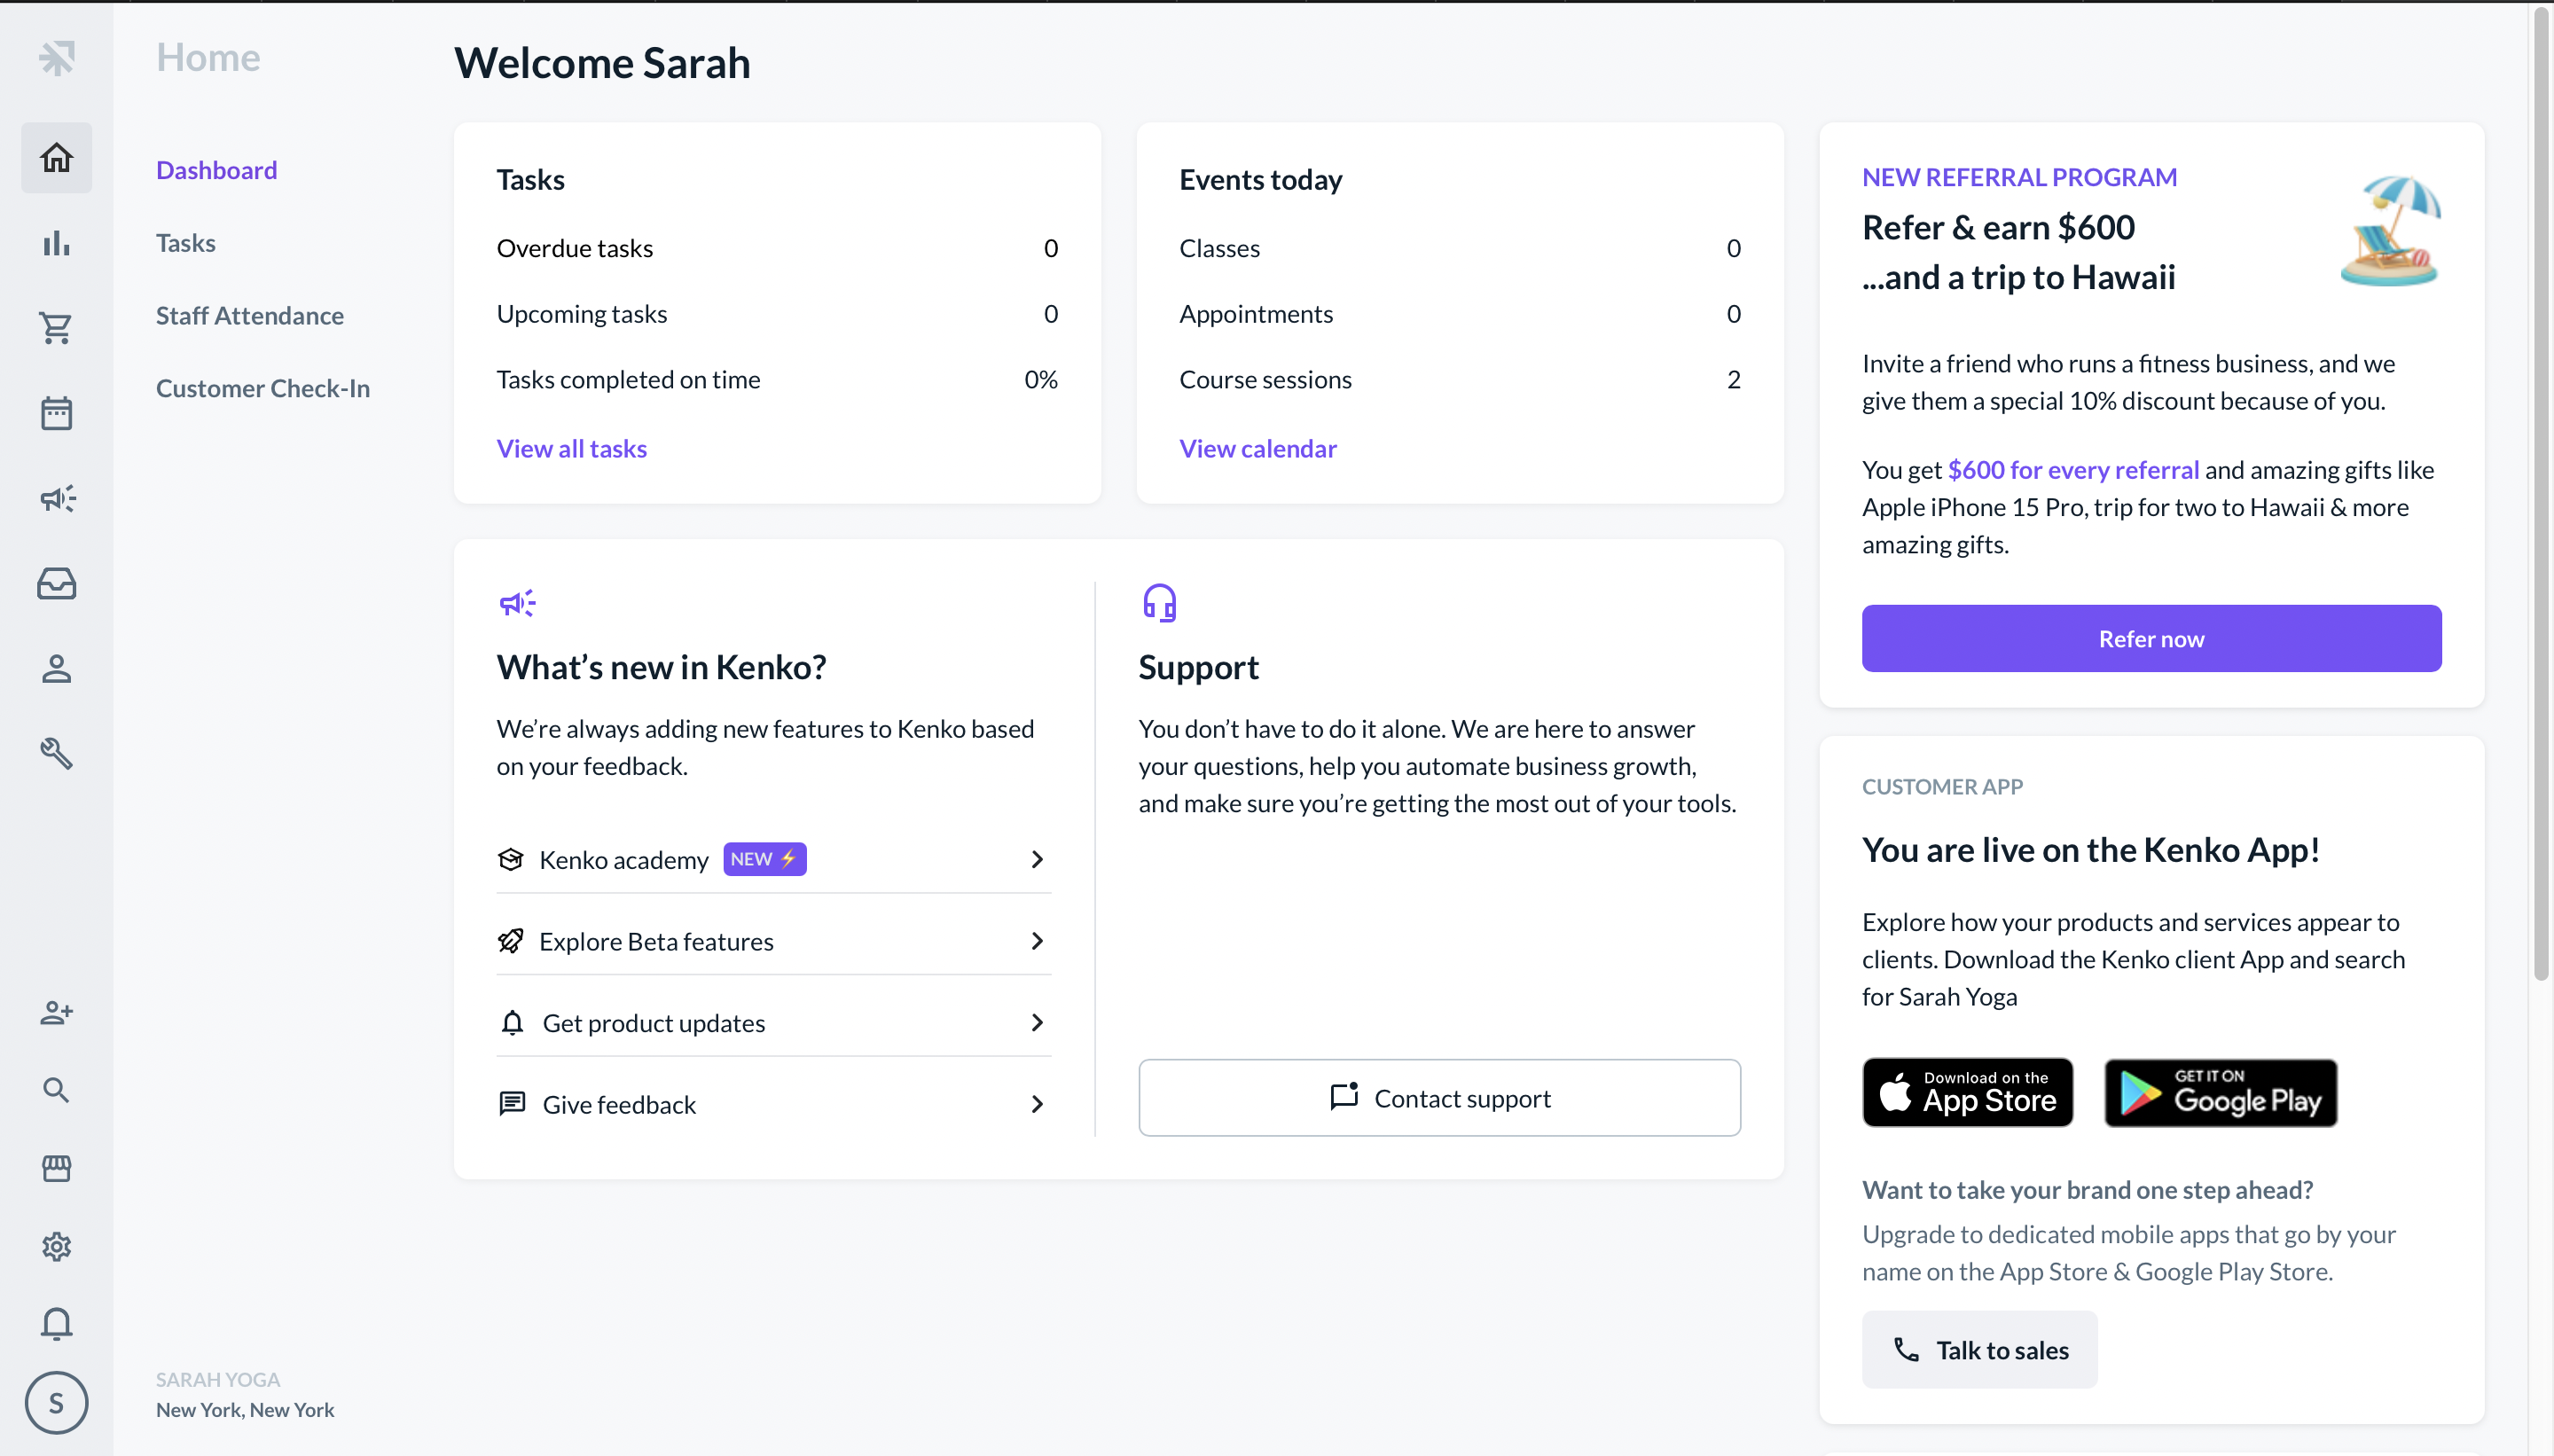 Home
Dashboard
Tasks
Staff Attendance
Customer Check-In
SARAH YOGA
New York, New York
S
Welcome Sarah
Tasks
Overdue tasks 0
Upcoming tasks 0
Tasks completed on time 0%
View all tasks
Events today
Classes 0
Appointments 0
Course sessions 2
View calendar
What’s new in Kenko?
We’re always adding new features to Kenko based
on your feedback.
Kenko academy NEW ⚡
Explore Beta features
Get product updates
Give feedback
Support
You don’t have to do it alone. We are here to answer
your questions, help you automate business growth,
and make sure you’re getting the most out of your tools.
Contact support
NEW REFERRAL PROGRAM
Refer & earn $600
...and a trip to Hawaii
Invite a friend who runs a fitness business, and we
give them a special 10% discount because of you.
You get $600 for every referral and amazing gifts like
Apple iPhone 15 Pro, trip for two to Hawaii & more
amazing gifts.
Refer now
CUSTOMER APP
You are live on the Kenko App!
Explore how your products and services appear to
clients. Download the Kenko client App and search
for Sarah Yoga
Download on the
App Store
GET IT ON
Google Play
Want to take your brand one step ahead?
Upgrade to dedicated mobile apps that go by your
name on the App Store & Google Play Store.
Talk to sales